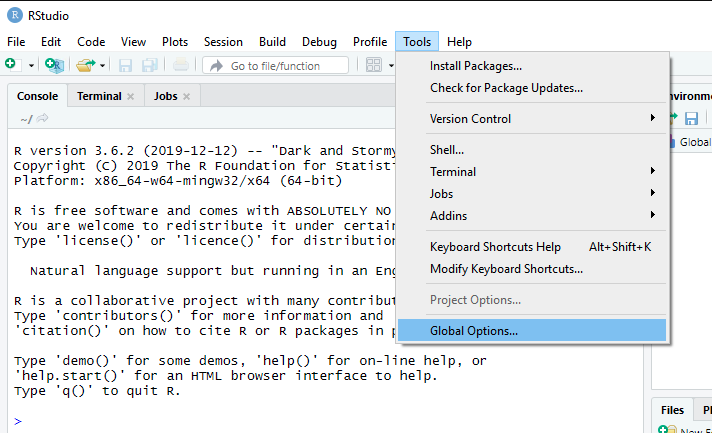 RStudio
File Edit Code View Plots Session Build Debug Profile Tools Help
Go to file/function
Install Packages...
Check for Package Updates...
Version Control
Shell...
Terminal
Jobs
Addins
Keyboard Shortcuts Help Alt+Shift+K
Modify Keyboard Shortcuts...
Project Options...
Global Options...
Console Terminal Jobs
~/
R version 3.6.2 (2019-12-12) -- "Dark and Stormy
Copyright (C) 2019 The R Foundation for Statist
Platform: x86_64-w64-mingw32/x64 (64-bit)
R is free software and comes with ABSOLUTELY NO
You are welcome to redistribute it under certai
Type 'license()' or 'licence()' for distribution
Natural language support but running in an Eng
R is a collaborative project with many contribut
Type 'contributors()' for more information and
'citation()' on how to cite R or R packages in p
Type 'demo()' for some demos, 'help()' for on-line help, or
'help.start()' for an HTML browser interface to help.
Type 'q()' to quit R.
>
nvironme
Global
Files Pl
New F